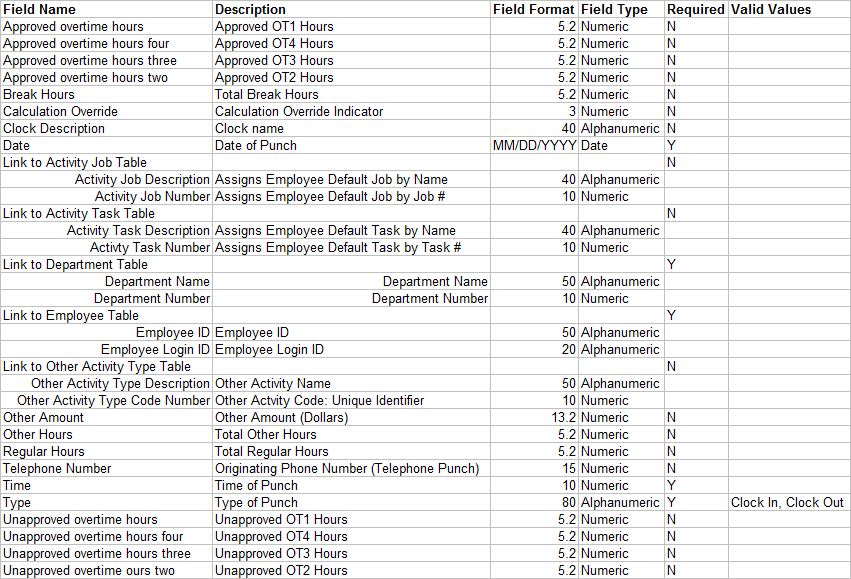 Field Name Description Field Format Field Type Required Valid Values
Approved overtime hours Approved OT1 Hours 5.2 Numeric N
Approved overtime hours four Approved OT4 Hours 5.2 Numeric N
Approved overtime hours three Approved OT3 Hours 5.2 Numeric N
Approved overtime hours two Approved OT2 Hours 5.2 Numeric N
Break Hours Total Break Hours 5.2 Numeric N
Calculation Override Calculation Override Indicator 3 Numeric N
Clock Description Clock name 40 Alphanumeric N
Date Date of Punch MM/DD/YYYY Date Y
Link to Activity Job Table N
Activity Job Description Assigns Employee Default Job by Name 40 Alphanumeric
Activity Job Number Assigns Employee Default Job by Job # 10 Numeric
Link to Activity Task Table N
Activity Task Description Assigns Employee Default Task by Name 40 Alphanumeric
Activty Task Number Assigns Employee Default Task by Task # 10 Numeric
Link to Department Table Y
Department Name Department Name 50 Alphanumeric
Department Number Department Number 10 Numeric
Link to Employee Table Y
Employee ID Employee ID 50 Alphanumeric
Employee Login ID Employee Login ID 20 Alphanumeric
Link to Other Activity Type Table N
Other Activity Type Description Other Activity Name 50 Alphanumeric
Other Activity Type Code Number Other Activty Code: Unique Identifier 10 Numeric
Other Amount Other Amount (Dollars) 13.2 Numeric N
Other Hours Total Other Hours 5.2 Numeric N
Regular Hours Total Regular Hours 5.2 Numeric N
Telephone Number Originating Phone Number (Telephone Punch) 15 Numeric N
Time Time of Punch 10 Numeric Y
Type Type of Punch 80 Alphanumeric Y Clock In, Clock Out
Unapproved overtime hours Unapproved OT1 Hours 5.2 Numeric N
Unapproved overtime hours four Unapproved OT4 Hours 5.2 Numeric N
Unapproved overtime hours three Unapproved OT3 Hours 5.2 Numeric N
Unapproved overtime ours two Unapproved OT2 Hours 5.2 Numeric N